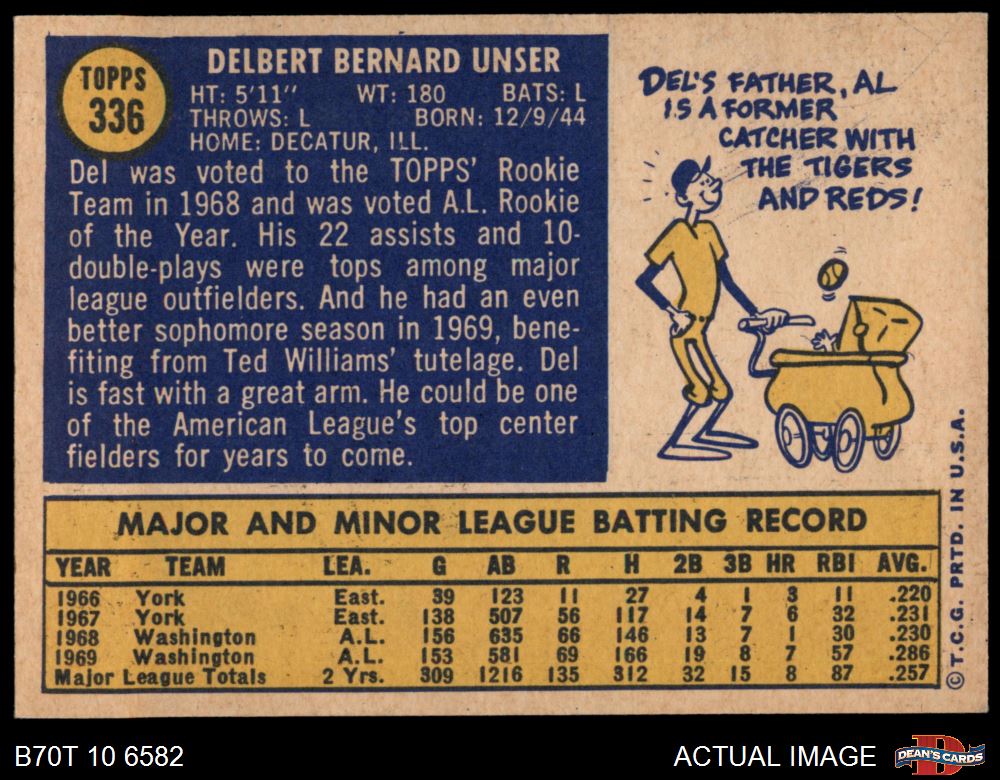 TOPPS
336
DELBERT BERNARD UNSER
HT: 5'11" WT: 180 BATS: L
THROWS: L BORN: 12/9/44
HOME: DECATUR, ILL.
Del was voted to the TOPPS' Rookie
Team in 1968 and was voted A.L. Rookie
of the Year. His 22 assists and 10-
double-plays were tops among major
league outfielders. And he had an even
better sophomore season in 1969, bene-
fiting from Ted Williams' tutelage. Del
is fast with a great arm. He could be one
of the American League's top center
fielders for years to come.
DEL'S FATHER, AL
IS A FORMER
CATCHER WITH
THE TIGERS
AND REDS!
MAJOR AND MINOR LEAGUE BATTING RECORD
YEAR TEAM LEA. G AB R H 2B 3B HR RBI AVG.
1966 York East. 39 123 11 27 4 1 3 11 .220
1967 York East. 138 507 56 117 14 7 6 32 .231
1968 Washington A.L. 156 635 66 146 13 7 1 30 .230
1969 Washington A.L. 153 581 69 166 19 8 7 57 .286
Major League Totals 2 Yrs. 309 1216 135 312 32 15 8 87 .257
©T.C.G. PRTD. IN U.S.A.
B70T 10 6582
ACTUAL IMAGE
D
DEAN'S CARDS